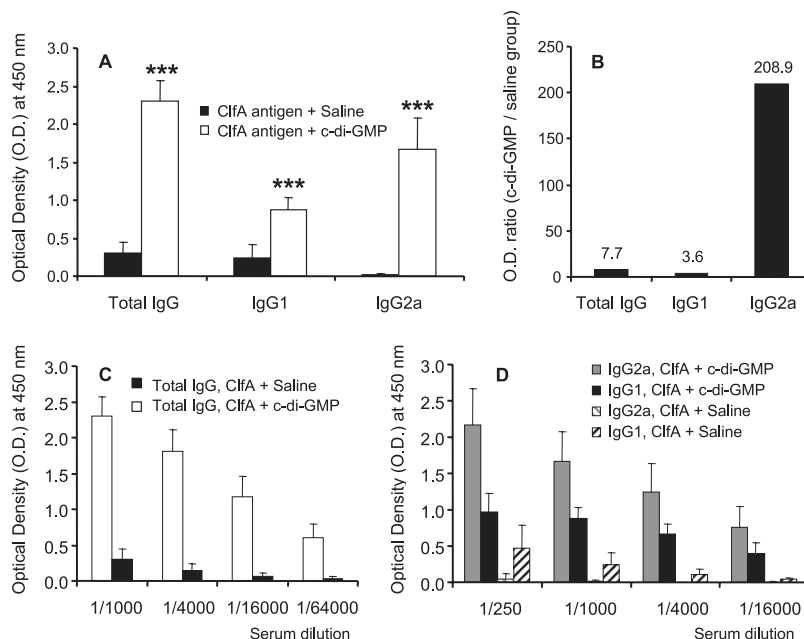 A
Optical Density (O.D.) at 450 nm
3.0
2.5
2.0
1.5
1.0
0.5
0.0
***
***
***
ClfA antigen + Saline
ClfA antigen + c-di-GMP
Total IgG
IgG1
IgG2a
B
O.D. ratio (c-di-GMP / saline group)
250
200
150
100
50
0
7.7
3.6
208.9
Total IgG
IgG1
IgG2a
C
Optical Density (O.D.) at 450 nm
3.0
2.5
2.0
1.5
1.0
0.5
0.0
Total IgG, ClfA + Saline
Total IgG, ClfA + c-di-GMP
1/1000
1/4000
1/16000
1/64000
Serum dilution
D
Optical Density (O.D.) at 450 nm
3.0
2.5
2.0
1.5
1.0
0.5
0.0
IgG2a, ClfA + c-di-GMP
IgG1, ClfA + c-di-GMP
IgG2a, ClfA + Saline
IgG1, ClfA + Saline
1/250
1/1000
1/4000
1/16000
Serum dilution